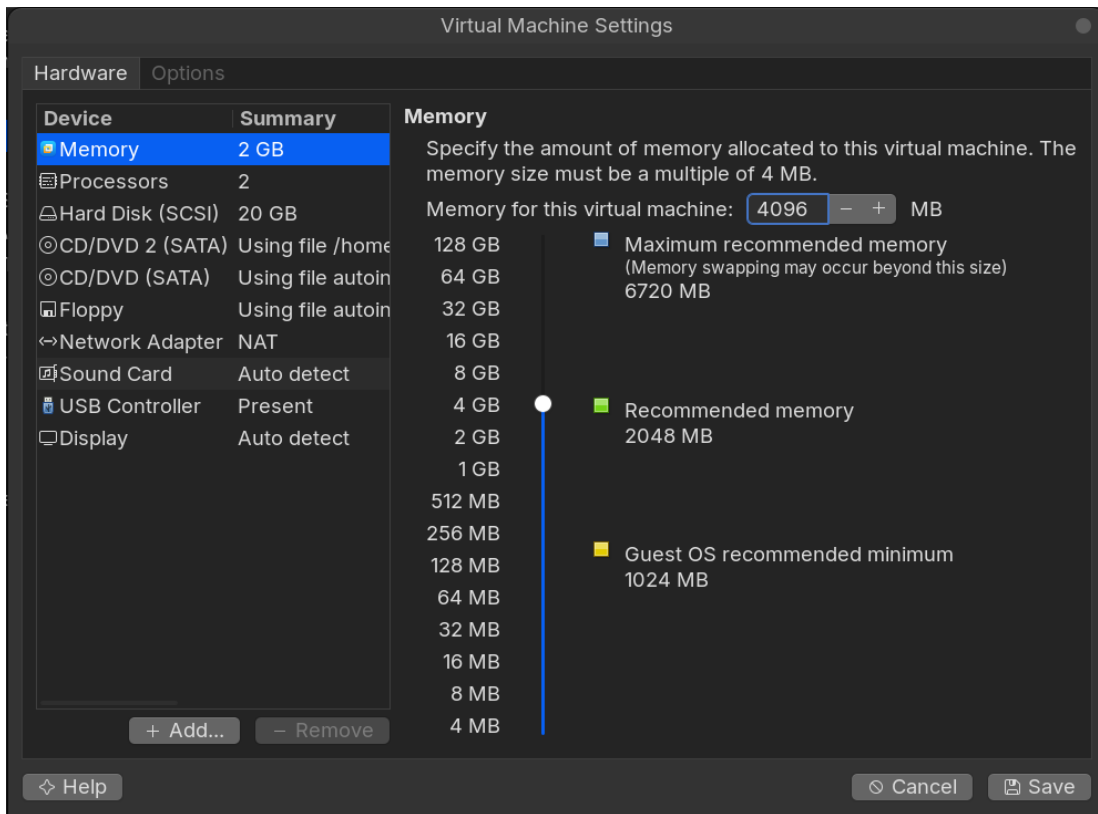 Virtual Machine Settings
Hardware
Options
Device Summary
Memory 2 GB
Processors 2
Hard Disk (SCSI) 20 GB
CD/DVD 2 (SATA) Using file /home
CD/DVD (SATA) Using file autoin
Floppy Using file autoin
Network Adapter NAT
Sound Card Auto detect
USB Controller Present
Display Auto detect
+ Add...
− Remove
Memory
Specify the amount of memory allocated to this virtual machine. The
memory size must be a multiple of 4 MB.
Memory for this virtual machine: 4096 − + MB
128 GB
64 GB
32 GB
16 GB
8 GB
4 GB
2 GB
1 GB
512 MB
256 MB
128 MB
64 MB
32 MB
16 MB
8 MB
4 MB
Maximum recommended memory
(Memory swapping may occur beyond this size)
6720 MB
Recommended memory
2048 MB
Guest OS recommended minimum
1024 MB
Help
Cancel
Save